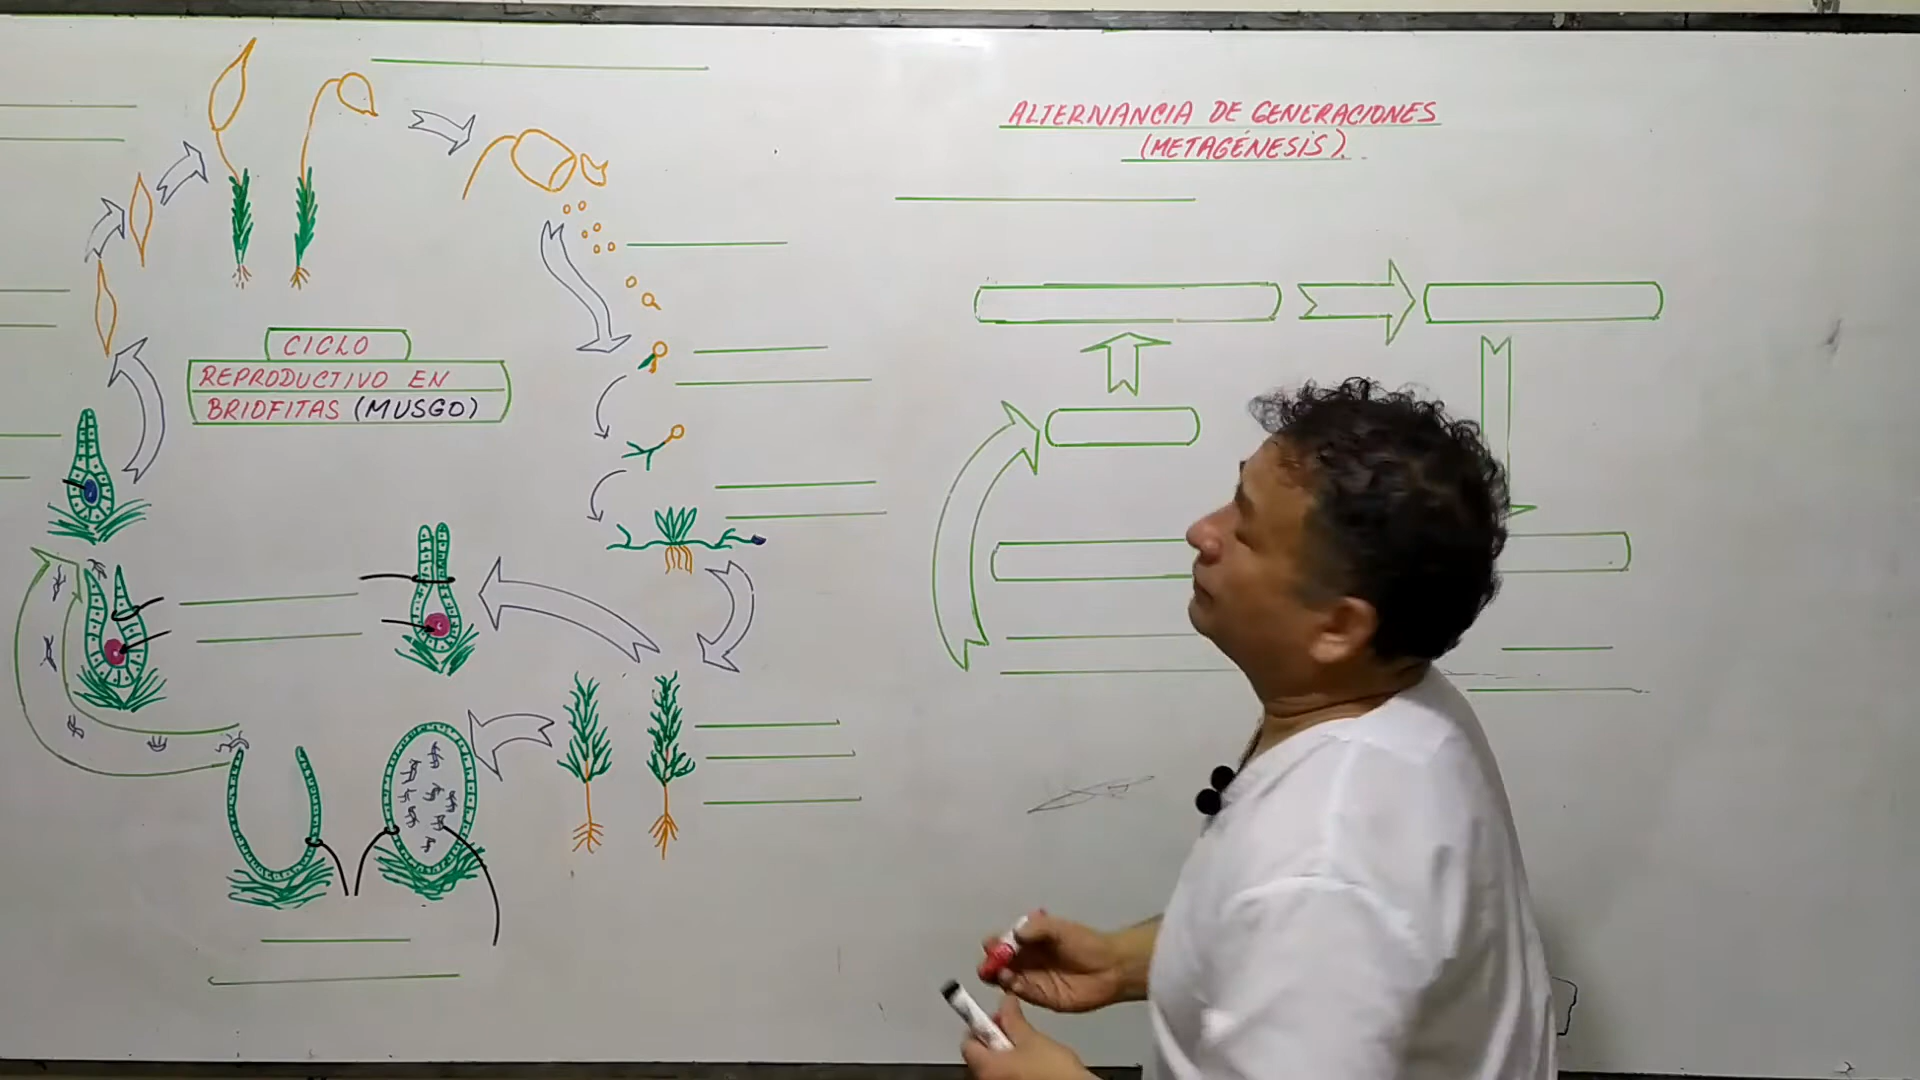 ALTERNANCIA DE GENERACIONES
(METAGÉNESIS).
CICLO
REPRODUCTIVO EN
BRIOFITAS (MUSGO)